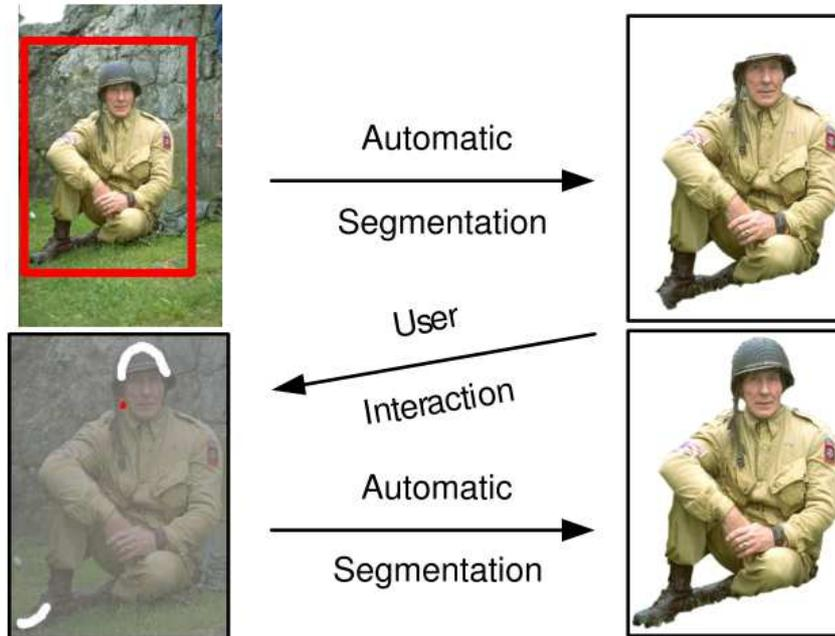 Automatic
Segmentation
User
Interaction
Automatic
Segmentation